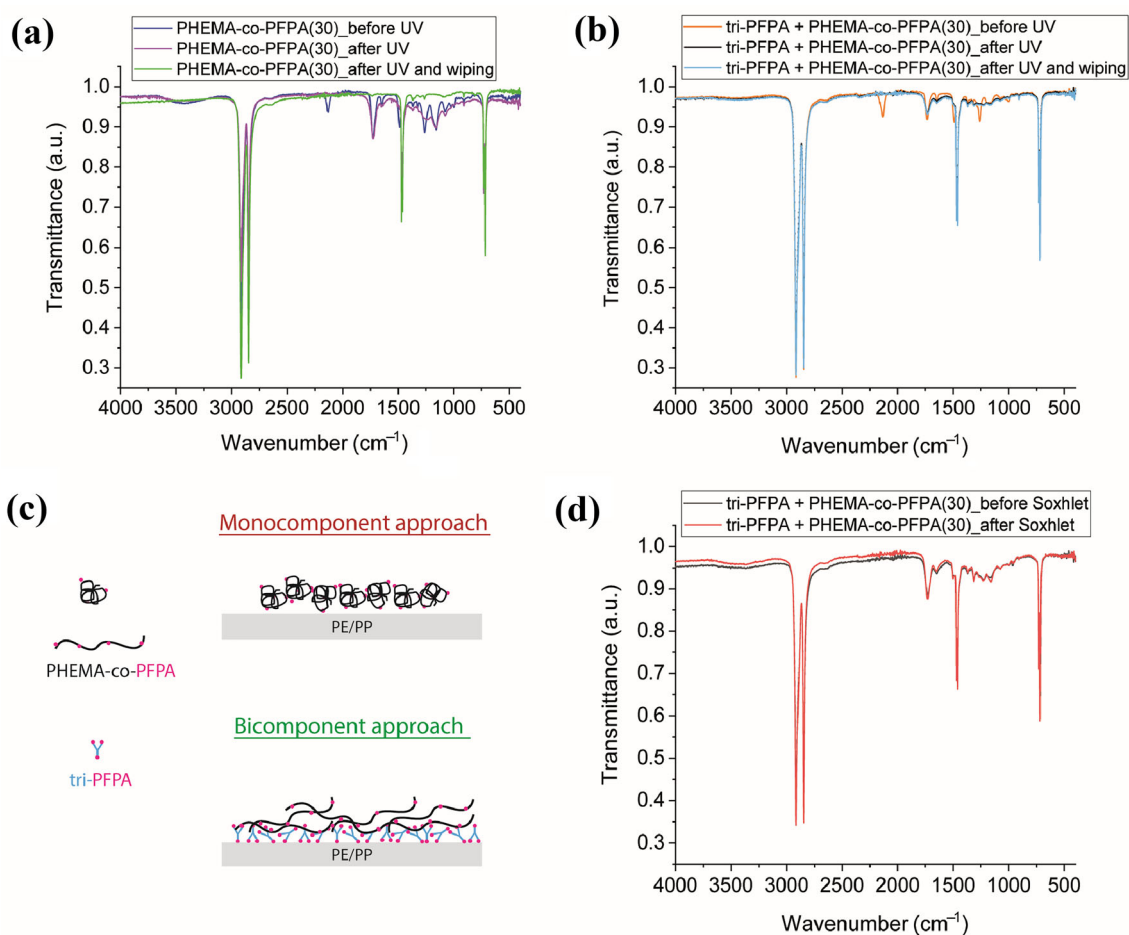 (a)
PHEMA-co-PFPA(30)_before UV
PHEMA-co-PFPA(30)_after UV
PHEMA-co-PFPA(30)_after UV and wiping
Transmittance (a.u.)
1.0
0.9
0.8
0.7
0.6
0.5
0.4
0.3
4000 3500 3000 2500 2000 1500 1000 500
Wavenumber (cm⁻¹)
(b)
tri-PFPA + PHEMA-co-PFPA(30)_before UV
tri-PFPA + PHEMA-co-PFPA(30)_after UV
tri-PFPA + PHEMA-co-PFPA(30)_after UV and wiping
Transmittance (a.u.)
1.0
0.9
0.8
0.7
0.6
0.5
0.4
0.3
4000 3500 3000 2500 2000 1500 1000 500
Wavenumber (cm⁻¹)
(c)
Monocomponent approach
PE/PP
PHEMA-co-PFPA
Bicomponent approach
tri-PFPA
PE/PP
(d)
tri-PFPA + PHEMA-co-PFPA(30)_before Soxhlet
tri-PFPA + PHEMA-co-PFPA(30)_after Soxhlet
Transmittance (a.u.)
1.0
0.9
0.8
0.7
0.6
0.5
0.4
0.3
4000 3500 3000 2500 2000 1500 1000 500
Wavenumber (cm⁻¹)